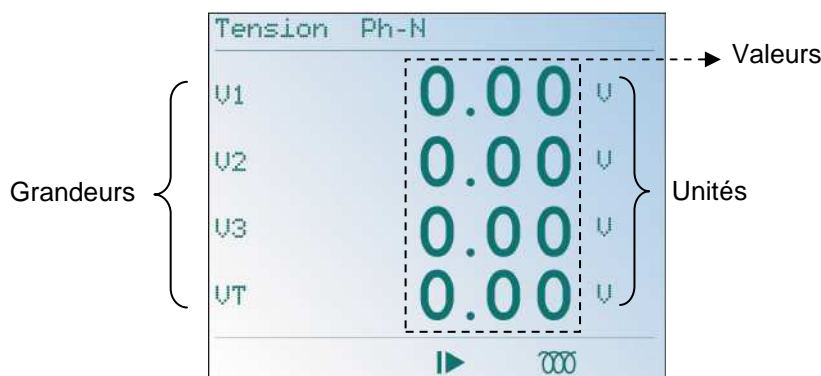 Tension Ph-N
Valeurs
V1 0.00 V
V2 0.00 V
Grandeurs
Unités
V3 0.00 V
VT 0.00 V